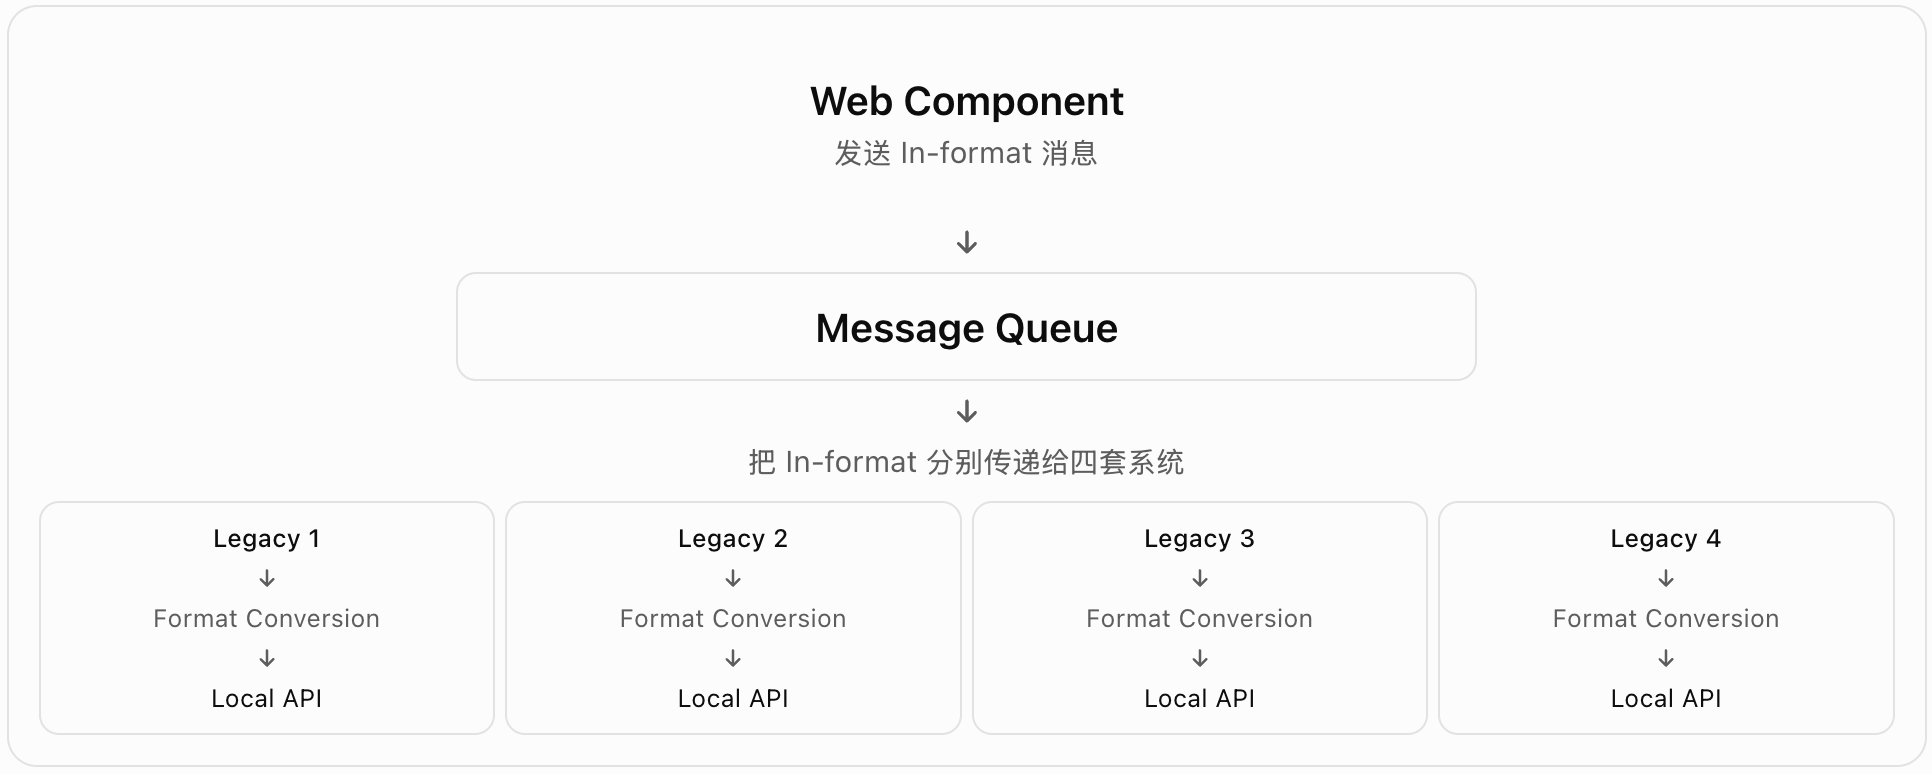 Web Component
发送 In-format 消息
↓
Message Queue
↓
把 In-format 分别传递给四套系统
Legacy 1
↓
Format Conversion
↓
Local API
Legacy 2
↓
Format Conversion
↓
Local API
Legacy 3
↓
Format Conversion
↓
Local API
Legacy 4
↓
Format Conversion
↓
Local API